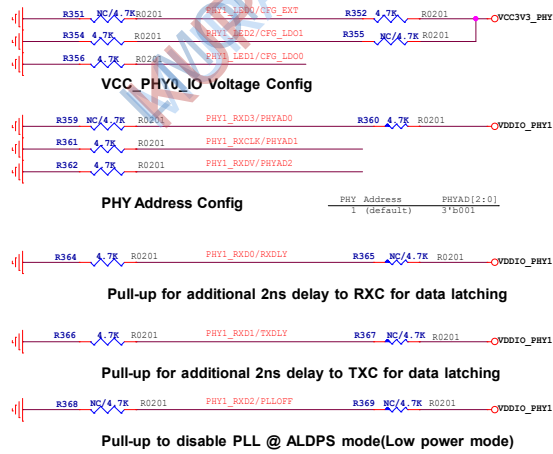 R351 NC/4.7K R0201 PHY1_LED0/CFG_EXT R352 4.7K R0201 VCC3V3_PHY
R354 4.7K R0201 PHY1_LED2/CFG_LDO1 R355 NC/4.7K R0201
R356 4.7K R0201 PHY1_LED1/CFG_LDO0
VCC_PHY0_IO Voltage Config
R359 NC/4.7K R0201 PHY1_RXD3/PHYAD0 R360 4.7K R0201 VDDIO_PHY1
R361 4.7K R0201 PHY1_RXCLK/PHYAD1
R362 4.7K R0201 PHY1_RXDV/PHYAD2
PHY Address Config
PHY Address PHYAD[2:0]
1 (default) 3'b001
R364 4.7K R0201 PHY1_RXD0/RXDLY R365 NC/4.7K R0201 VDDIO_PHY1
Pull-up for additional 2ns delay to RXC for data latching
R366 4.7K R0201 PHY1_RXD1/TXDLY R367 NC/4.7K R0201 VDDIO_PHY1
Pull-up for additional 2ns delay to TXC for data latching
R368 NC/4.7K R0201 PHY1_RXD2/PLLOFF R369 NC/4.7K R0201 VDDIO_PHY1
Pull-up to disable PLL @ ALDPS mode(Low power mode)